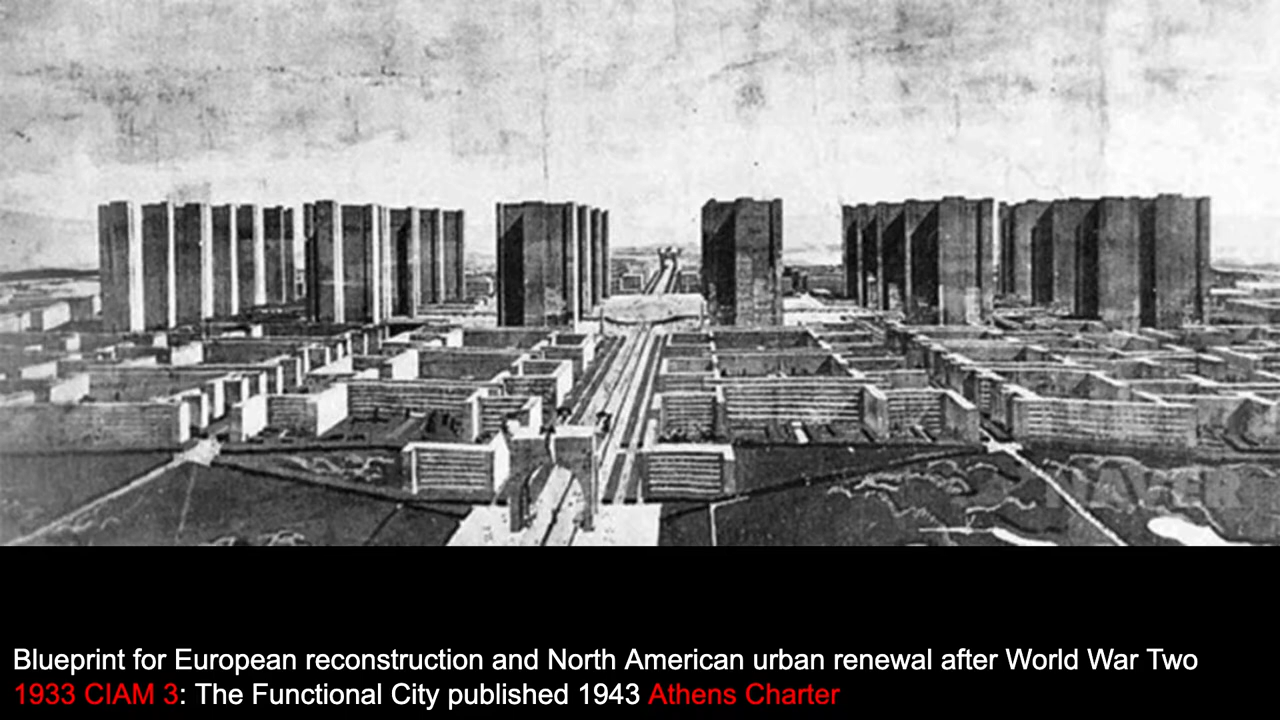 NAVER
Blueprint for European reconstruction and North American urban renewal after World War Two
1933 CIAM 3: The Functional City published 1943 Athens Charter